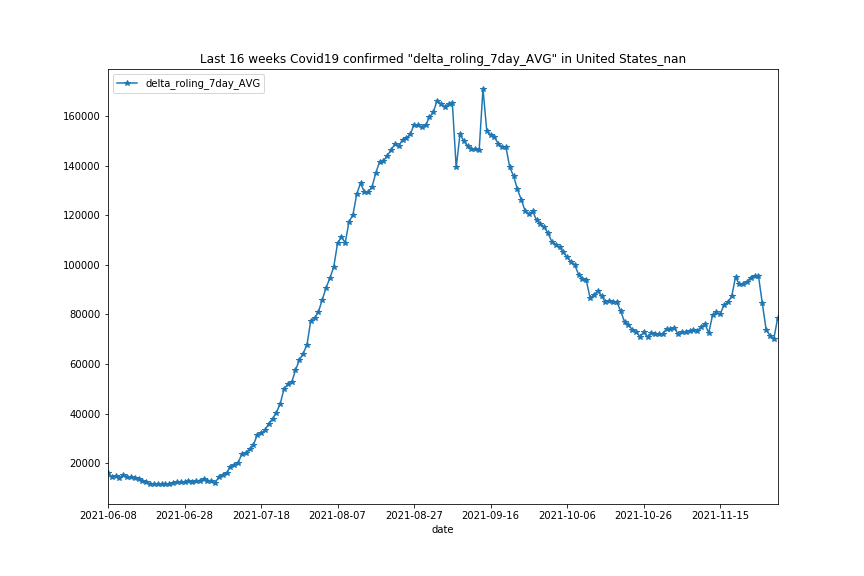 Last 16 weeks Covid19 confirmed "delta_roling_7day_AVG" in United States_nan
delta_roling_7day_AVG
160000
140000
120000
100000
80000
60000
40000
20000
2021-06-08 2021-06-28 2021-07-18 2021-08-07 2021-08-27 2021-09-16 2021-10-06 2021-10-26 2021-11-15
date